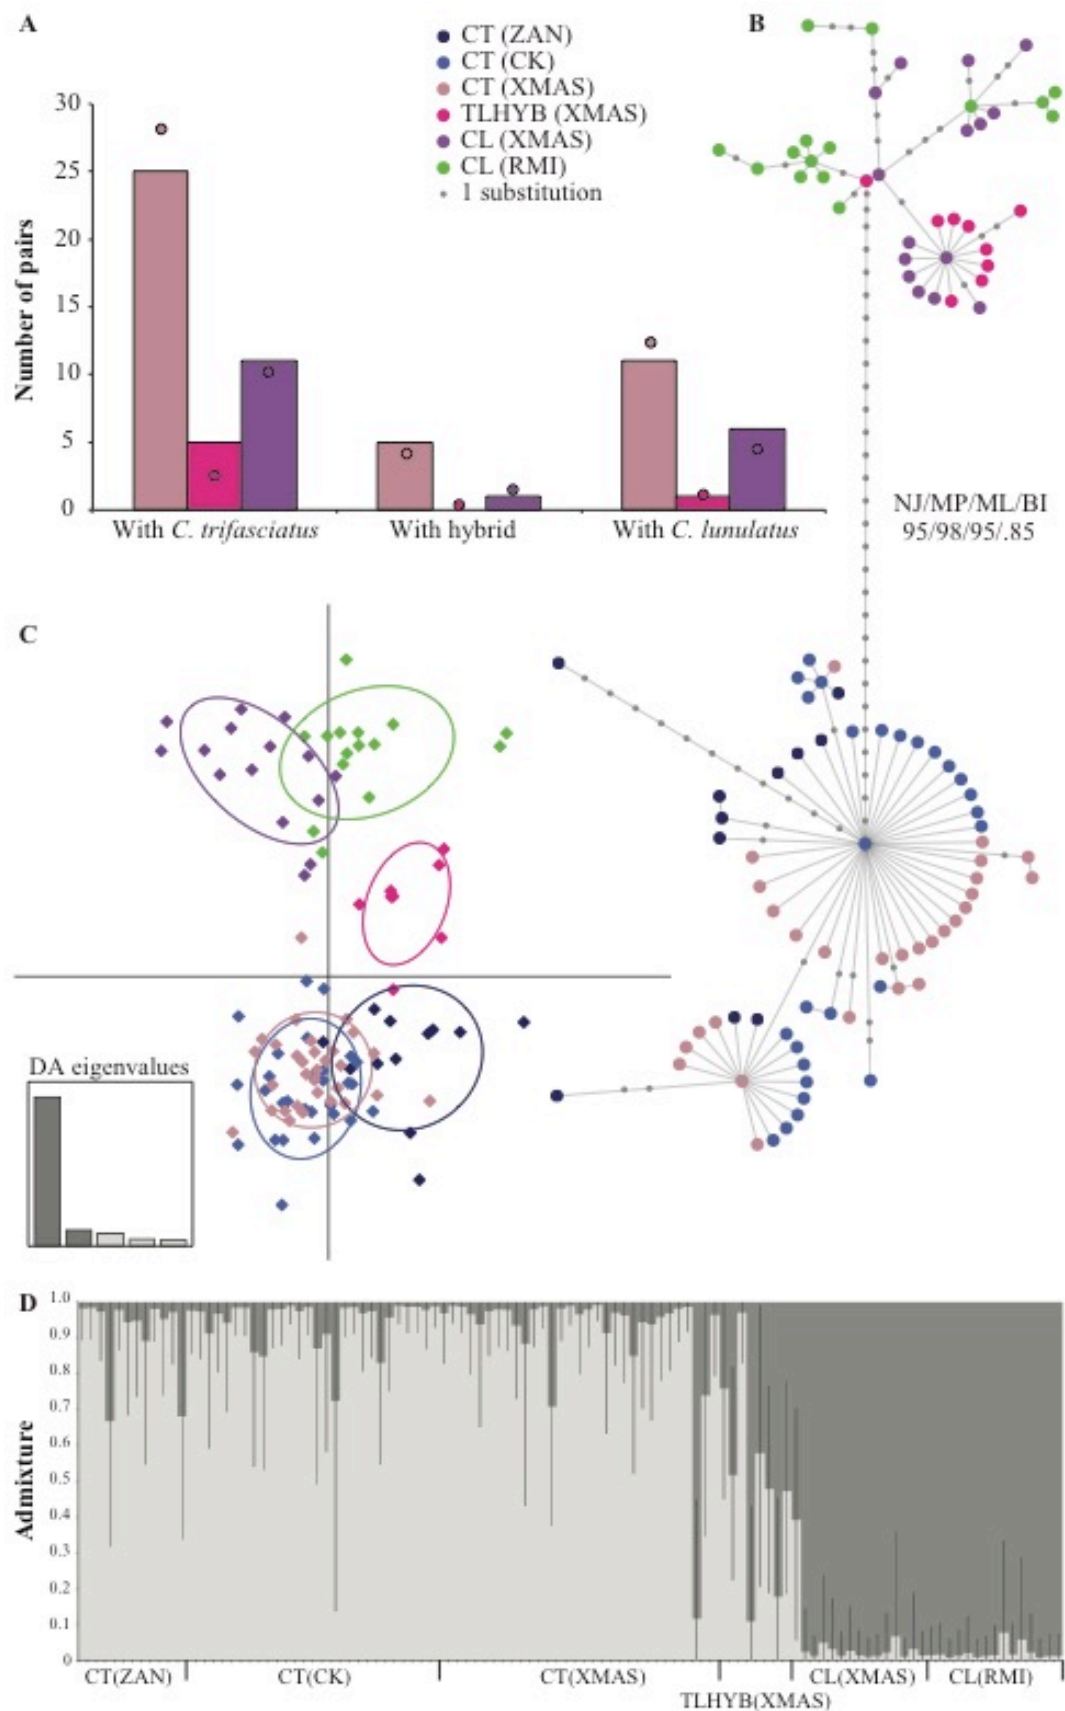 A
B
CT (ZAN)
CT (CK)
CT (XMAS)
TLHYB (XMAS)
CL (XMAS)
CL (RMI)
1 substitution
30
25
20
15
10
5
0
Number of pairs
With C. trifasciatus
With hybrid
With C. lunulatus
NJ/MP/ML/BI
95/98/95/.85
C
DA eigenvalues
D
1.0
0.9
0.8
0.7
0.6
0.5
0.4
0.3
0.2
0.1
0
Admixture
CT(ZAN)
CT(CK)
CT(XMAS)
TLHYB(XMAS)
CL(XMAS)
CL(RMI)